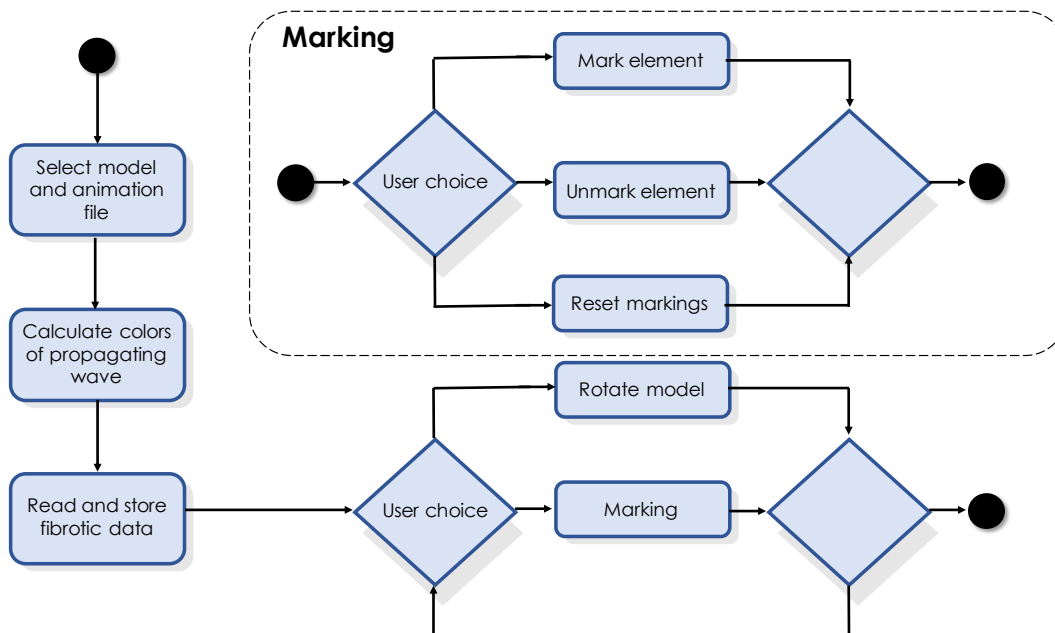 Marking
Mark element
Select model
and animation
file
User choice
Unmark element
Reset markings
Calculate colors
of propagating
wave
Rotate model
Read and store
fibrotic data
User choice
Marking